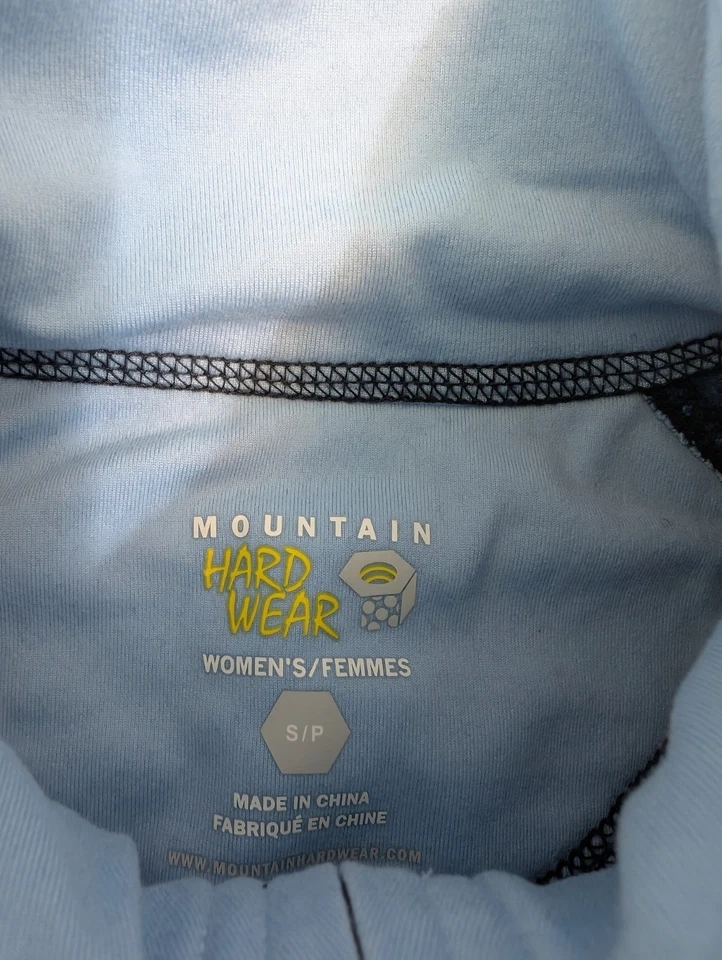 MOUNTAIN
HARD
WEAR
WOMEN'S/FEMMES
S/P
MADE IN CHINA
FABRIQUÉ EN CHINE
WWW.MOUNTAINHARDWEAR.COM